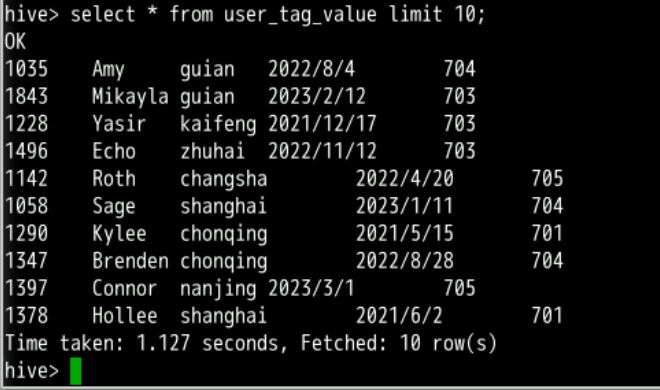 hive> select * from user_tag_value limit 10;
OK
1035 Amy guian 2022/8/4 704
1843 Mikayla guian 2023/2/12 703
1228 Yasir kaifeng 2021/12/17 703
1496 Echo zhuhai 2022/11/12 703
1142 Roth changsha 2022/4/20 705
1058 Sage shanghai 2023/1/11 704
1290 Kylee chonqing 2021/5/15 701
1347 Brenden chonqing 2022/8/28 704
1397 Connor nanjing 2023/3/1 705
1378 Hollee shanghai 2021/6/2 701
Time taken: 1.127 seconds, Fetched: 10 row(s)
hive>